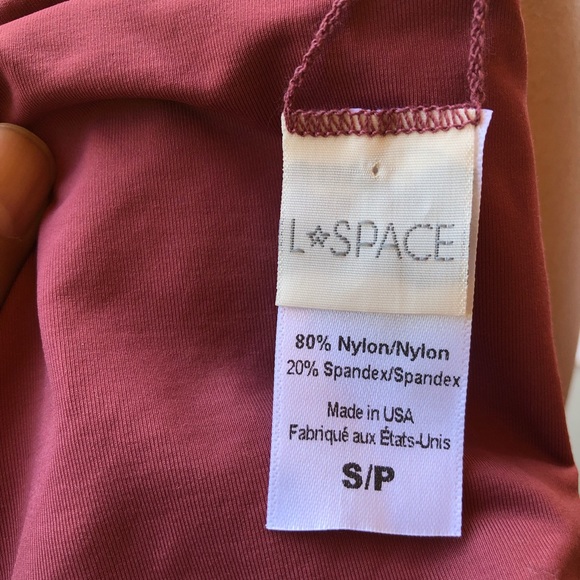 L☆SPACE
80% Nylon/Nylon
20% Spandex/Spandex
Made in USA
Fabriqué aux États-Unis
S/P